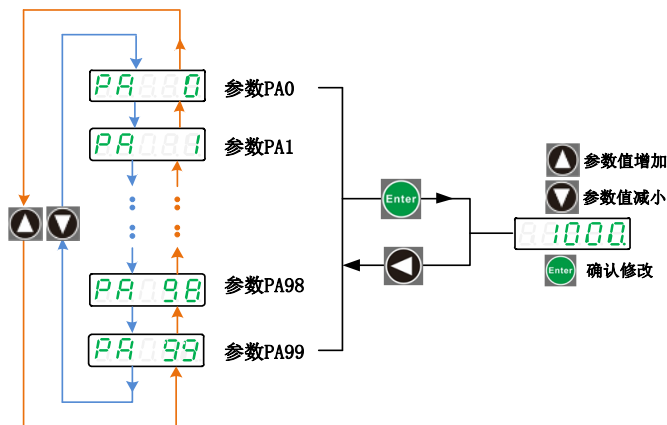 PA 0 参数PA0
PA 1 参数PA1
参数值增加
Enter 参数值减小
1000.
PA 98 参数PA98
Enter 确认修改
PA 99 参数PA99